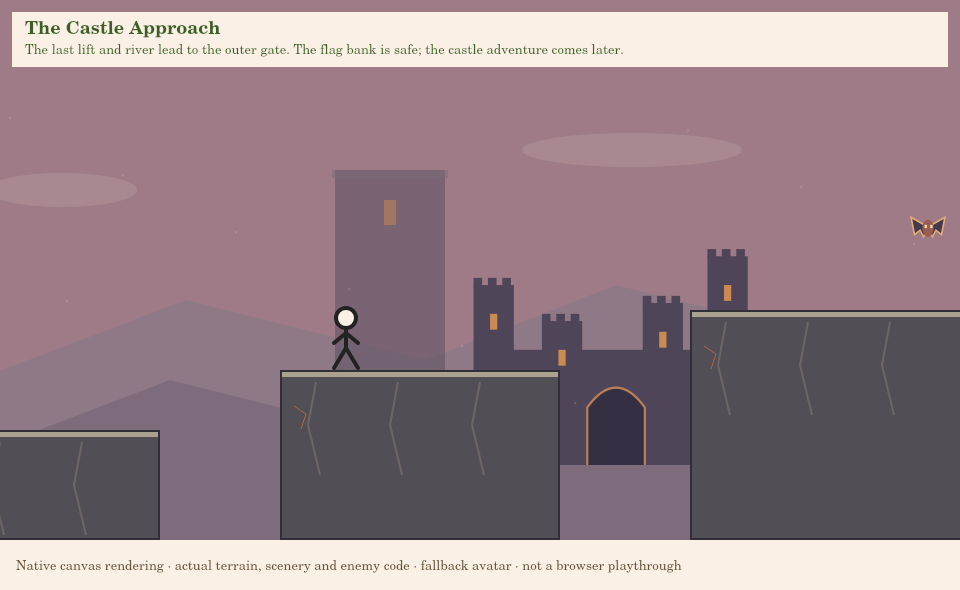 The Castle Approach
The last lift and river lead to the outer gate. The flag bank is safe; the castle adventure comes later.
Native canvas rendering · actual terrain, scenery and enemy code · fallback avatar · not a browser playthrough